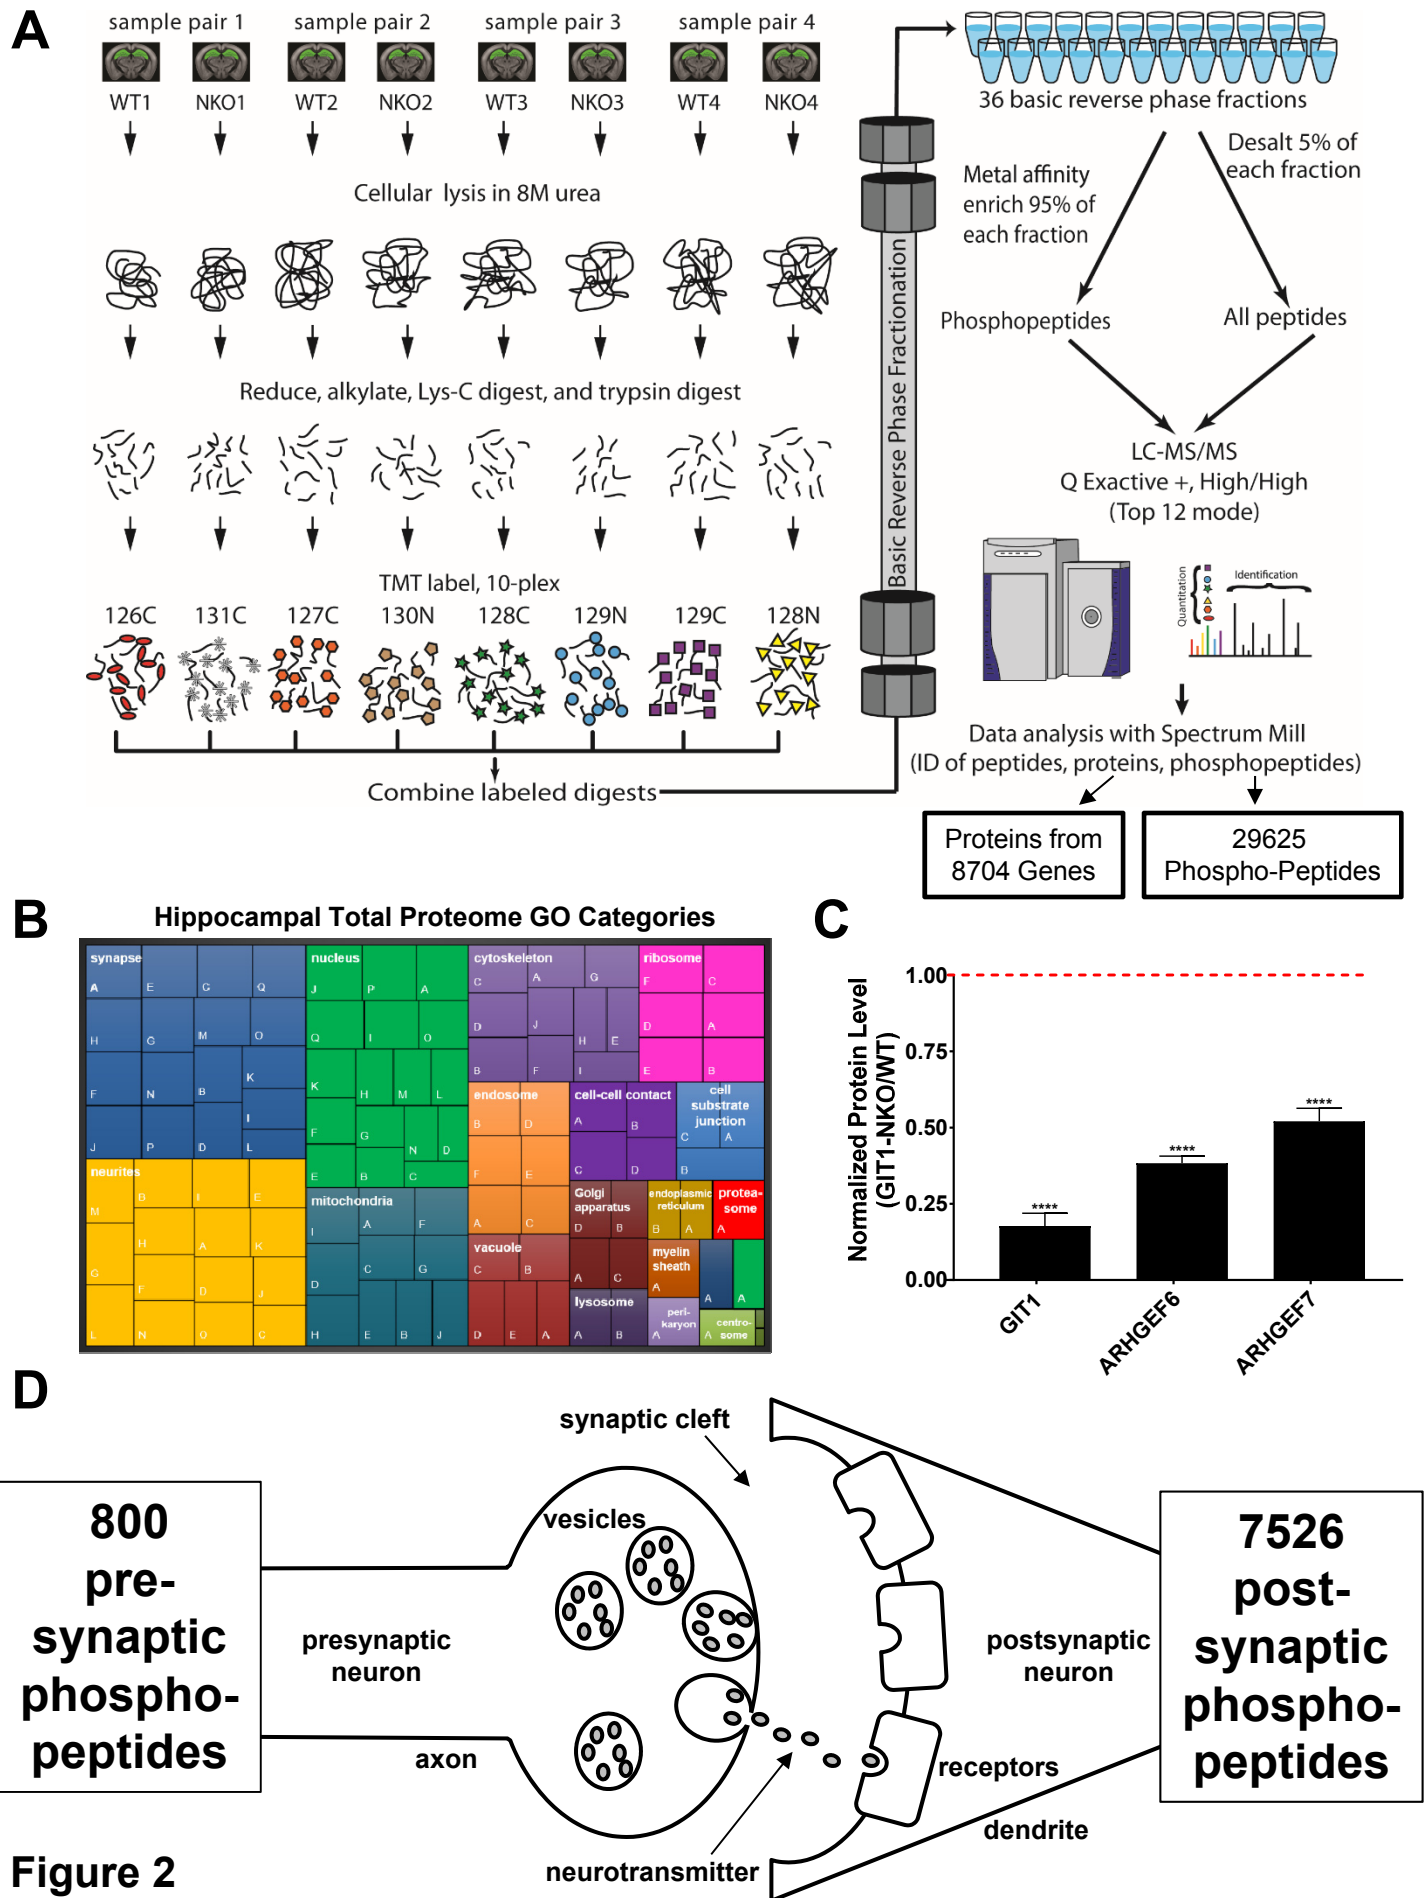 A
sample pair 1
sample pair 2
sample pair 3
sample pair 4
WT1
NKO1
WT2
NKO2
WT3
NKO3
WT4
NKO4
Cellular lysis in 8M urea
Reduce, alkylate, Lys-C digest, and trypsin digest
TMT label, 10-plex
126C
131C
127C
130N
128C
129N
129C
128N
Combine labeled digests
Basic Reverse Phase Fractionation
36 basic reverse phase fractions
Metal affinity
enrich 95% of
each fraction
Desalt 5% of
each fraction
Phosphopeptides
All peptides
LC-MS/MS
Q Exactive +, High/High
(Top 12 mode)
Quantitation
Identification
Data analysis with Spectrum Mill
(ID of peptides, proteins, phosphopeptides)
Proteins from
8704 Genes
29625
Phospho-Peptides
B
Hippocampal Total Proteome GO Categories
synapse
A
E
G
Q
H
G
M
O
F
N
B
K
I
J
P
D
L
nucleus
J
P
A
Q
I
O
K
H
M
L
F
G
N
D
E
B
C
cytoskeleton
C
A
G
D
J
H
E
B
F
I
ribosome
F
C
D
A
E
B
neurites
M
B
I
E
H
A
K
G
F
D
J
L
N
O
C
mitochondria
I
A
F
D
C
G
H
E
B
J
endosome
B
D
F
E
A
C
vacuole
C
B
D
E
A
cell-cell contact
A
B
C
D
cell
substrate
junction
C
A
B
Golgi
apparatus
D
B
A
C
lysosome
A
B
endoplasmic
reticulum
B
A
protea-
some
A
myelin
sheath
A
A
A
peri-
karyon
A
centro-
some
A
C
Normalized Protein Level
(GIT1-NKO/WT)
1.00
0.75
0.50
0.25
0.00
****
****
****
GIT1
ARHGEF6
ARHGEF7
D
synaptic cleft
vesicles
800
pre-
synaptic
phospho-
peptides
presynaptic
neuron
axon
postsynaptic
neuron
receptors
dendrite
neurotransmitter
7526
post-
synaptic
phospho-
peptides
Figure 2